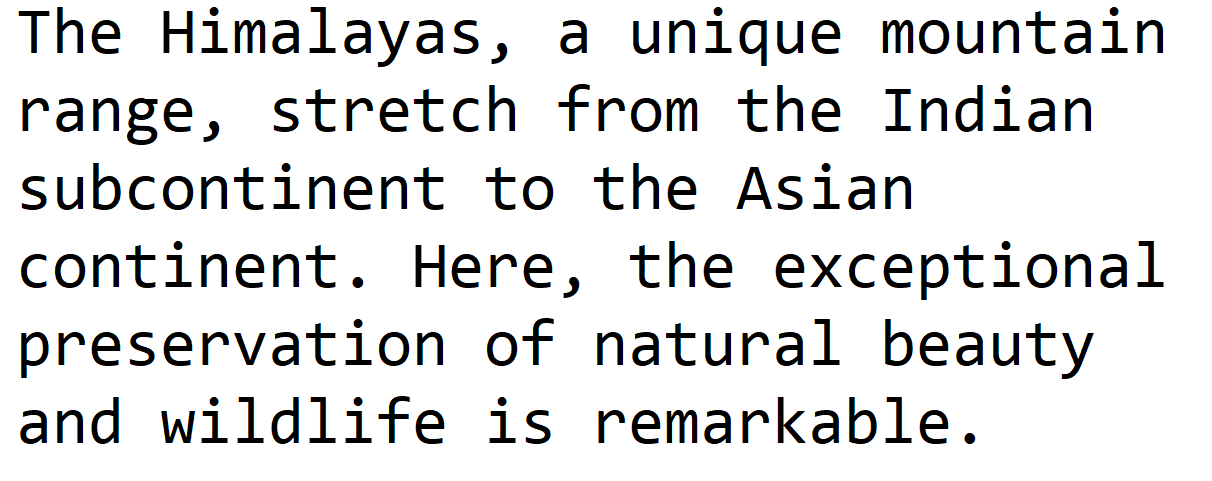 The Himalayas, a unique mountain
range, stretch from the Indian
subcontinent to the Asian
continent. Here, the exceptional
preservation of natural beauty
and wildlife is remarkable.